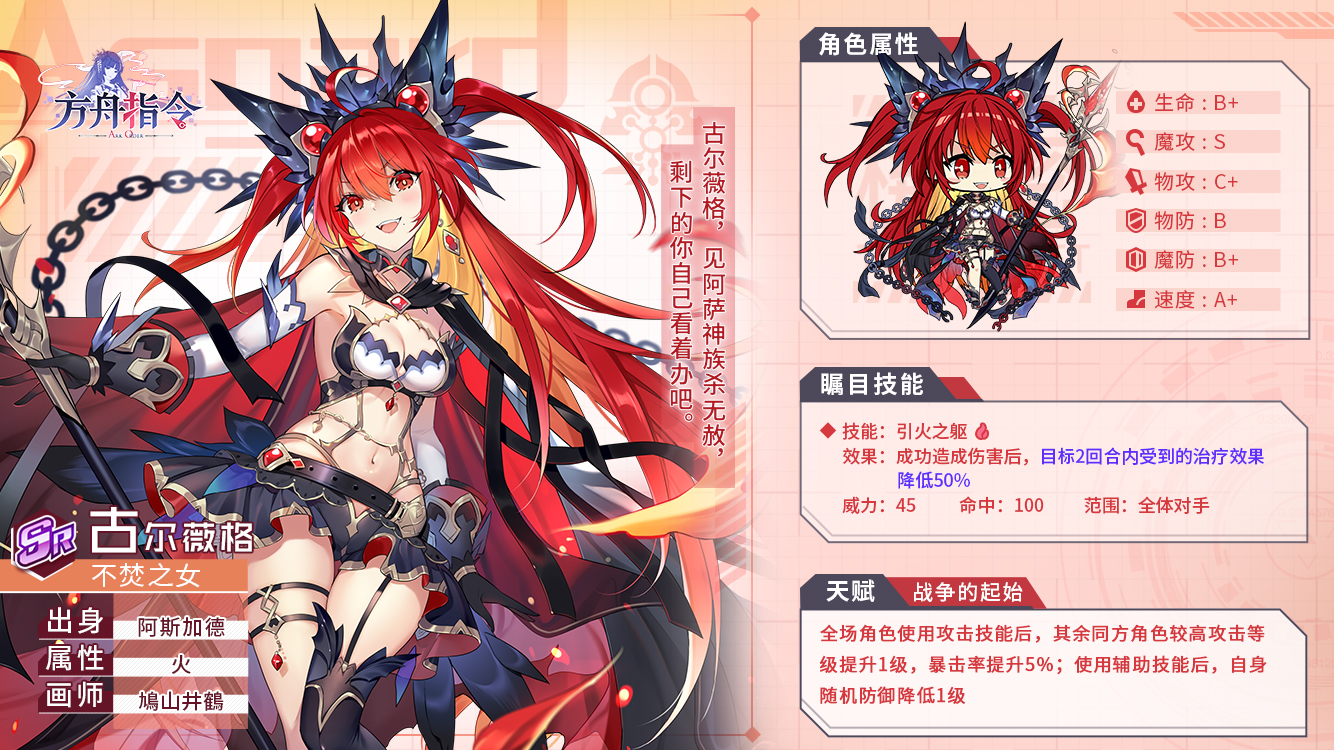 Asgard
方舟指令
ARK ORDER
古尔薇格，见阿萨神族杀无赦，
剩下的你自己看着办吧。
SR
古尔薇格
不焚之女
出身 阿斯加德
属性 火
画师 鳩山井鶴
角色属性
生命：B+
魔攻：S
物攻：C+
物防：B
魔防：B+
速度：A+
瞩目技能
技能：引火之躯
效果：成功造成伤害后，目标2回合内受到的治疗效果
降低50%
威力：45 命中：100 范围：全体对手
天赋 战争的起始
全场角色使用攻击技能后，其余同方角色较高攻击等
级提升1级，暴击率提升5%；使用辅助技能后，自身
随机防御降低1级